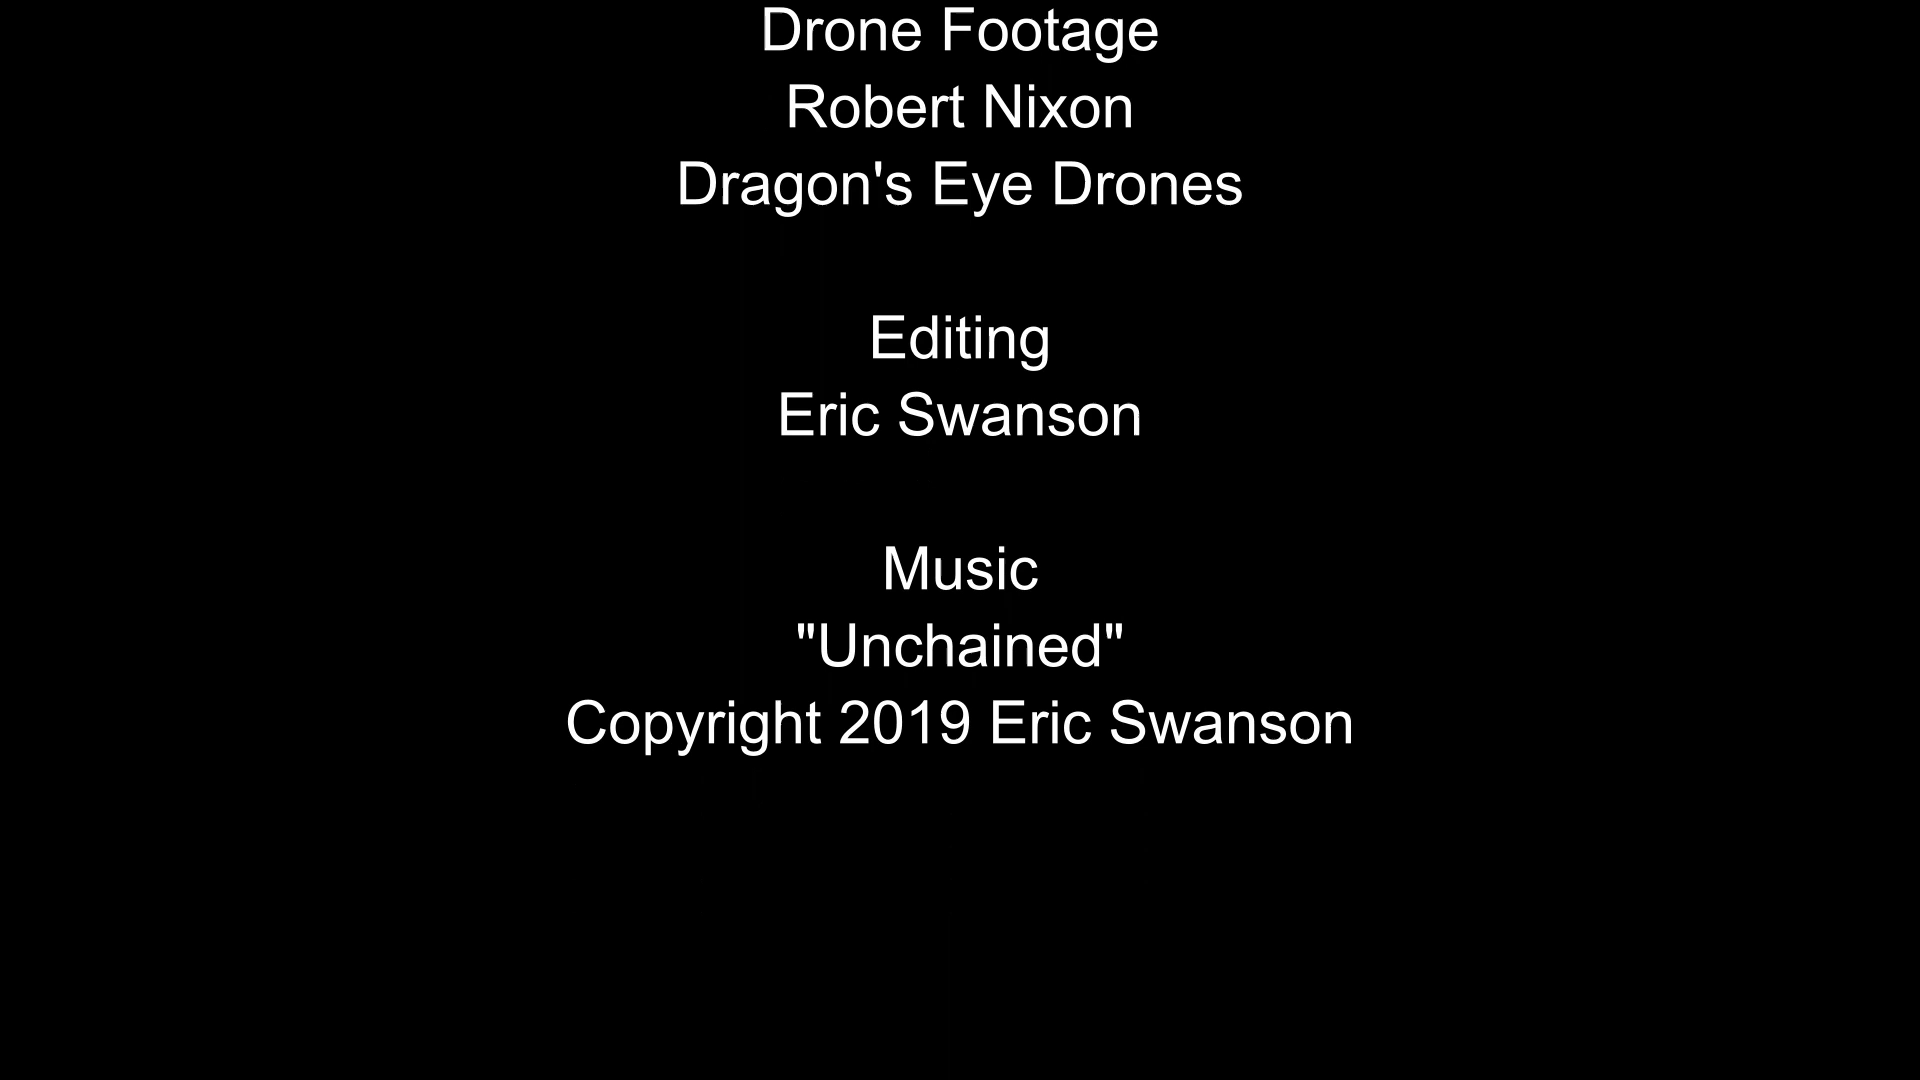 Drone Footage
Robert Nixon
Dragon's Eye Drones
Editing
Eric Swanson
Music
"Unchained"
Copyright 2019 Eric Swanson